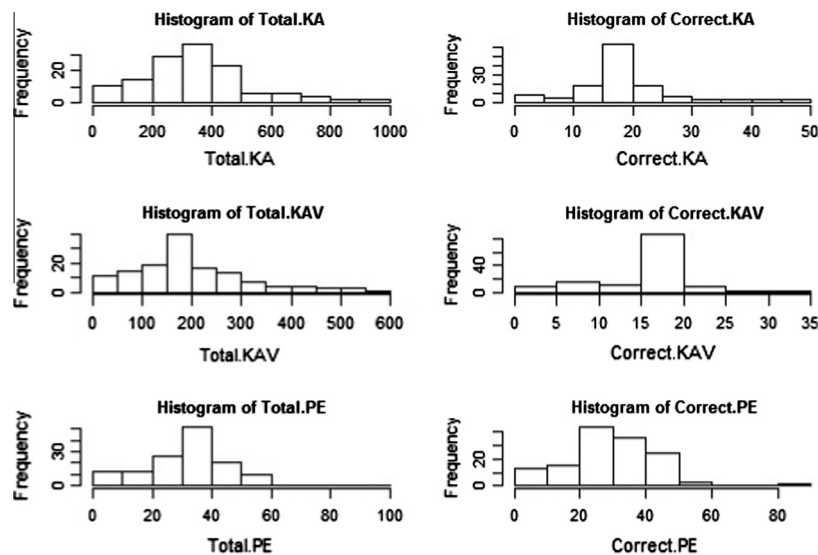 Histogram of Total.KA
Frequency
0 20
0 200 400 600 800 1000
Total.KA
Histogram of Correct.KA
Frequency
0 30
0 10 20 30 40 50
Correct.KA
Histogram of Total.KAV
Frequency
0 20
0 100 200 300 400 500 600
Total.KAV
Histogram of Correct.KAV
Frequency
0 40
0 5 10 15 20 25 30 35
Correct.KAV
Histogram of Total.PE
Frequency
0 30
0 20 40 60 80 100
Total.PE
Histogram of Correct.PE
Frequency
0 20
0 20 40 60 80
Correct.PE